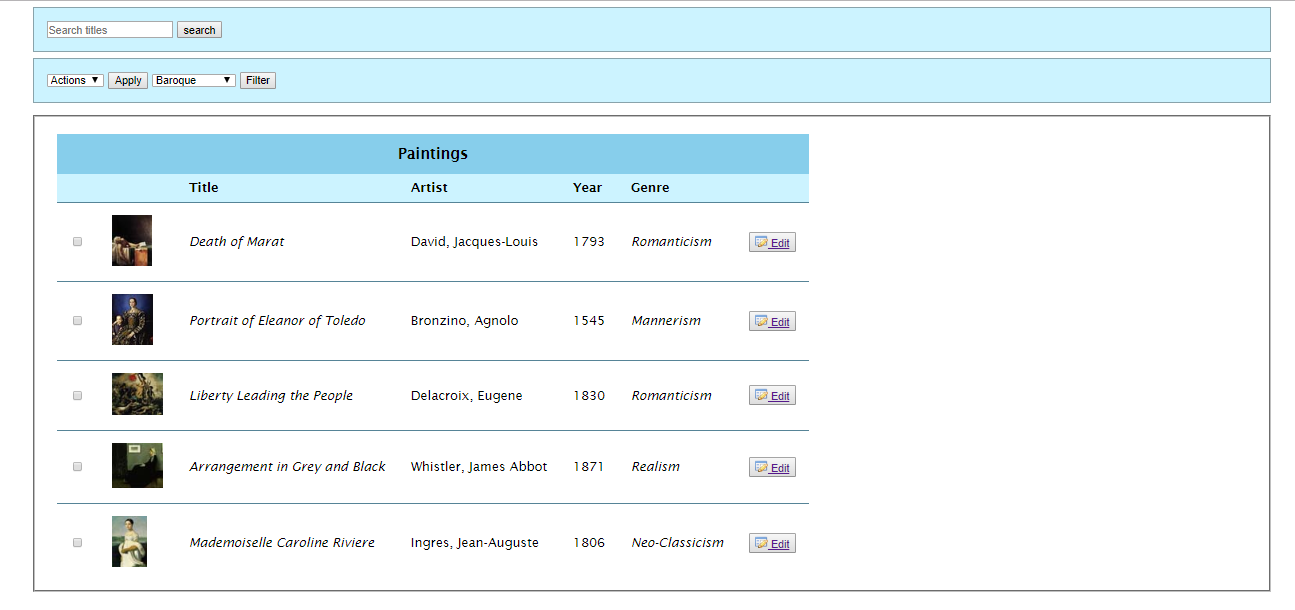 Search titles search
Actions Apply Baroque Filter
Paintings
Title Artist Year Genre
Death of Marat David, Jacques-Louis 1793 Romanticism Edit
Portrait of Eleanor of Toledo Bronzino, Agnolo 1545 Mannerism Edit
Liberty Leading the People Delacroix, Eugene 1830 Romanticism Edit
Arrangement in Grey and Black Whistler, James Abbot 1871 Realism Edit
Mademoiselle Caroline Riviere Ingres, Jean-Auguste 1806 Neo-Classicism Edit